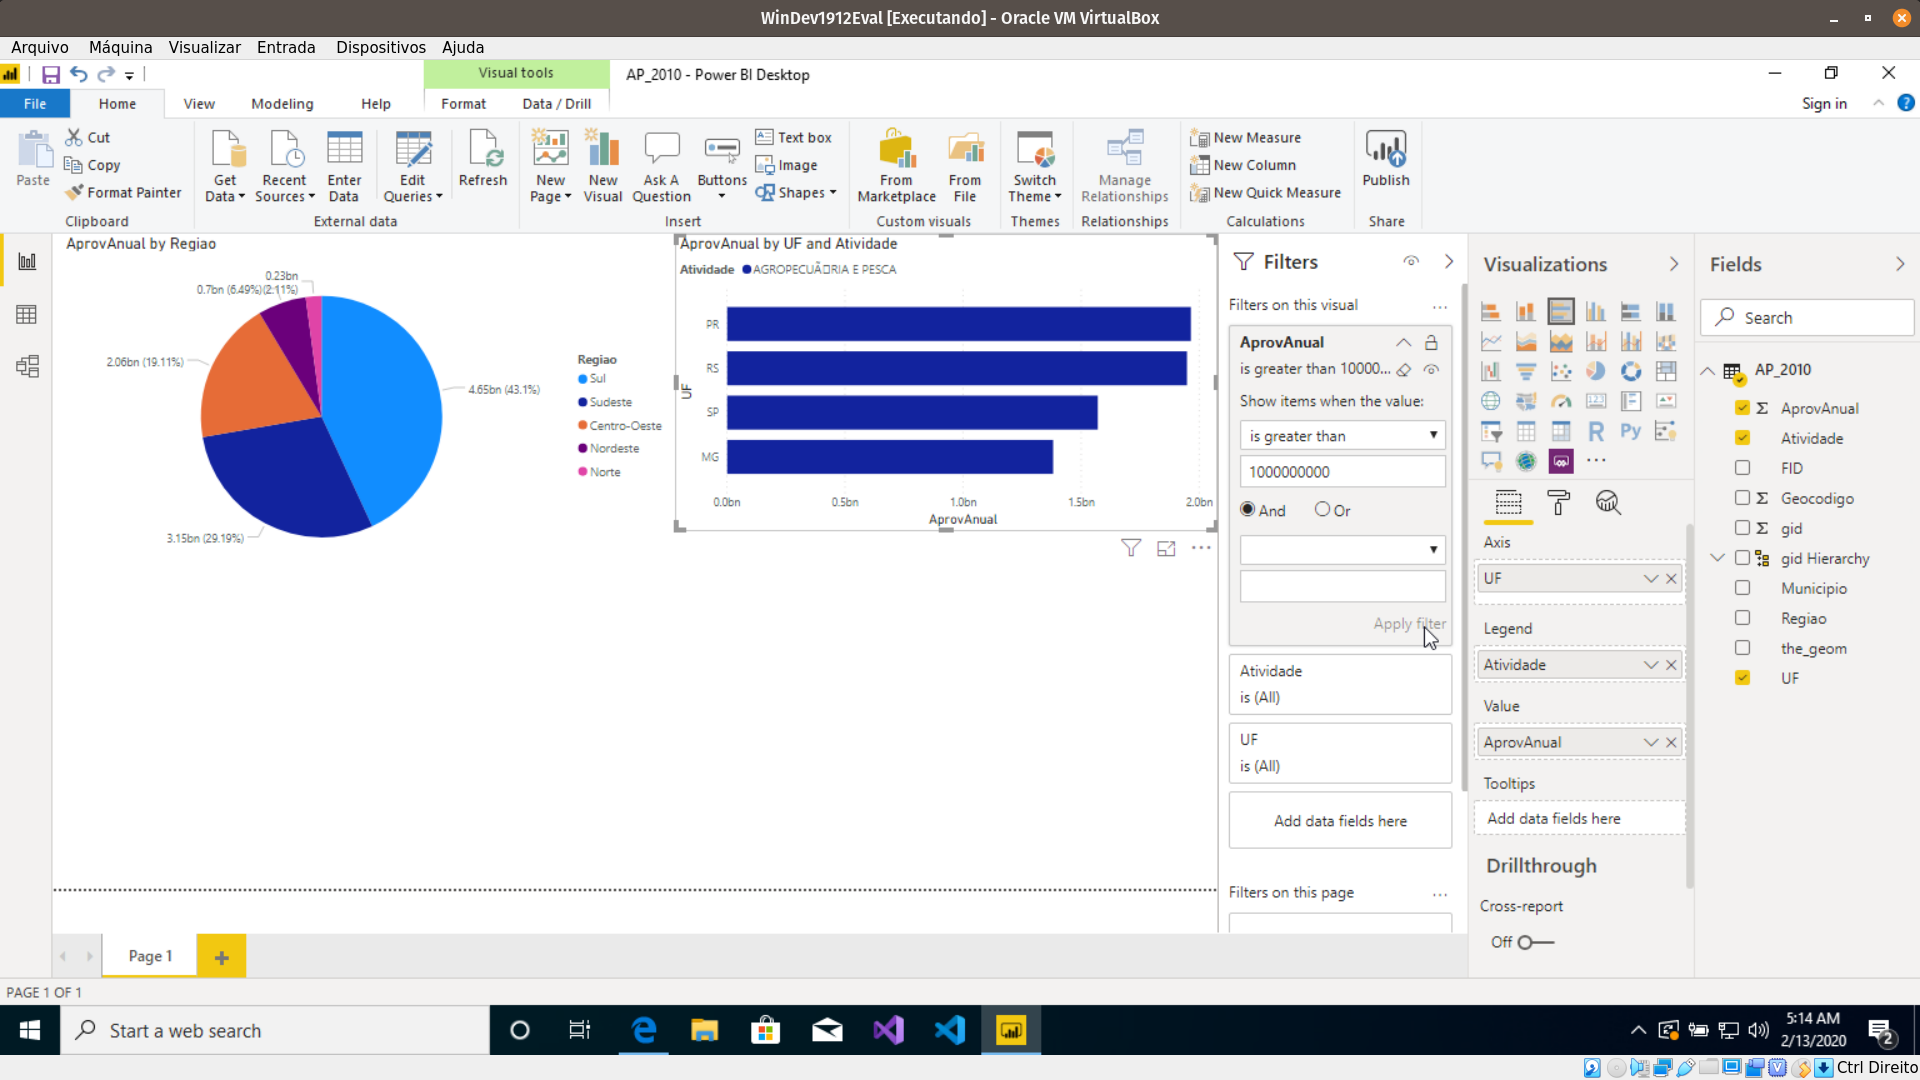 WinDev1912Eval [Executando] - Oracle VM VirtualBox
Arquivo Máquina Visualizar Entrada Dispositivos Ajuda
Visual tools
AP_2010 - Power BI Desktop
File Home View Modeling Help Format Data / Drill Sign in
Paste
Cut
Copy
Format Painter
Clipboard
Get Data
Recent Sources
Enter Data
Edit Queries
Refresh
External data
New Page
New Visual
Ask A Question
Buttons
Text box
Image
Shapes
Insert
From Marketplace
From File
Custom visuals
Switch Theme
Themes
Manage Relationships
Relationships
New Measure
New Column
New Quick Measure
Calculations
Publish
Share
AprovAnual by Regiao
0.23bn
(2.11%)
0.7bn (6.49%)
2.06bn (19.11%)
4.65bn (43.1%)
3.15bn (29.19%)
Regiao
Sul
Sudeste
Centro-Oeste
Nordeste
Norte
AprovAnual by UF and Atividade
Atividade AGROPECUÃ□RIA E PESCA
UF
PR
RS
SP
MG
0.0bn 0.5bn 1.0bn 1.5bn 2.0bn
AprovAnual
Filters
Filters on this visual
AprovAnual
is greater than 10000...
Show items when the value:
is greater than
1000000000
And Or
Apply filter
Atividade
is (All)
UF
is (All)
Add data fields here
Filters on this page
Visualizations
R Py
Axis
UF
Legend
Atividade
Value
AprovAnual
Tooltips
Add data fields here
Drillthrough
Cross-report
Off
Fields
Search
AP_2010
AprovAnual
Atividade
FID
Geocodigo
gid
gid Hierarchy
Municipio
Regiao
the_geom
UF
Page 1
PAGE 1 OF 1
Start a web search
5:14 AM
2/13/2020
2
Ctrl Direito